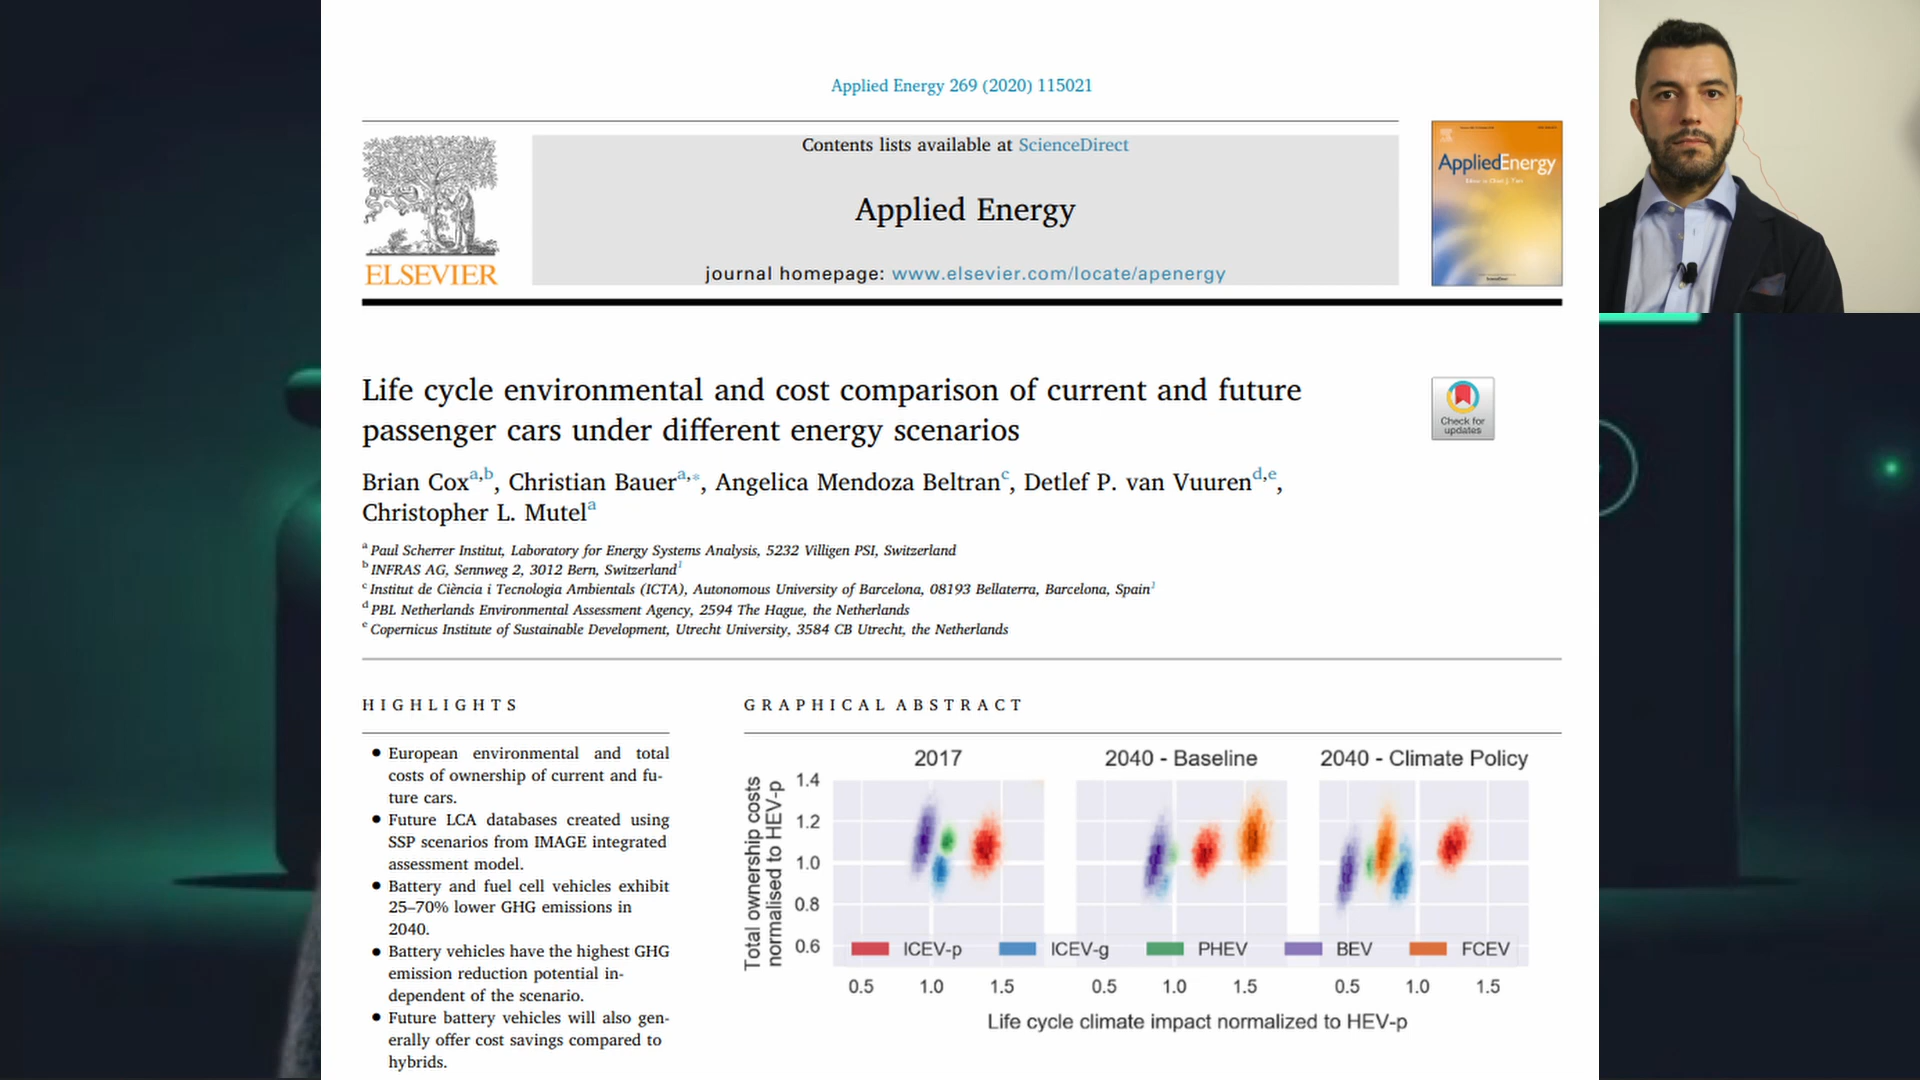 Applied Energy 269 (2020) 115021
Contents lists available at ScienceDirect
Applied Energy
journal homepage: www.elsevier.com/locate/apenergy
ELSEVIER
AppliedEnergy
Life cycle environmental and cost comparison of current and future
passenger cars under different energy scenarios
Check for
updates
Brian Cox^a,b, Christian Bauer^a,*, Angelica Mendoza Beltran^c, Detlef P. van Vuuren^d,e,
Christopher L. Mutel^a
^a Paul Scherrer Institut, Laboratory for Energy Systems Analysis, 5232 Villigen PSI, Switzerland
^b INFRAS AG, Sennweg 2, 3012 Bern, Switzerland^1
^c Institut de Ciència i Tecnologia Ambientals (ICTA), Autonomous University of Barcelona, 08193 Bellaterra, Barcelona, Spain^1
^d PBL Netherlands Environmental Assessment Agency, 2594 The Hague, the Netherlands
^e Copernicus Institute of Sustainable Development, Utrecht University, 3584 CB Utrecht, the Netherlands
HIGHLIGHTS
• European environmental and total
costs of ownership of current and fu-
ture cars.
• Future LCA databases created using
SSP scenarios from IMAGE integrated
assessment model.
• Battery and fuel cell vehicles exhibit
25–70% lower GHG emissions in
2040.
• Battery vehicles have the highest GHG
emission reduction potential in-
dependent of the scenario.
• Future battery vehicles will also gen-
erally offer cost savings compared to
hybrids.
GRAPHICAL ABSTRACT
2017 2040 - Baseline 2040 - Climate Policy
Total ownership costs
normalised to HEV-p
1.4
1.2
1.0
0.8
0.6
ICEV-p ICEV-g PHEV BEV FCEV
0.5 1.0 1.5 0.5 1.0 1.5 0.5 1.0 1.5
Life cycle climate impact normalized to HEV-p